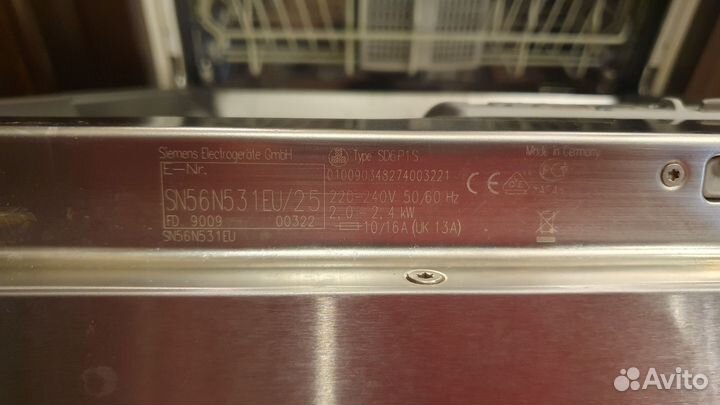 Siemens Electrogeräte GmbH
E-Nr.
SN56N531EU/25
FD 9009 00322
SN56N531EU
Type SD6P1S
010090348274003221
220-240V 50/60 Hz
2,0 - 2,4 kW
10/16A (UK 13A)
Made in Germany
CE
Avito